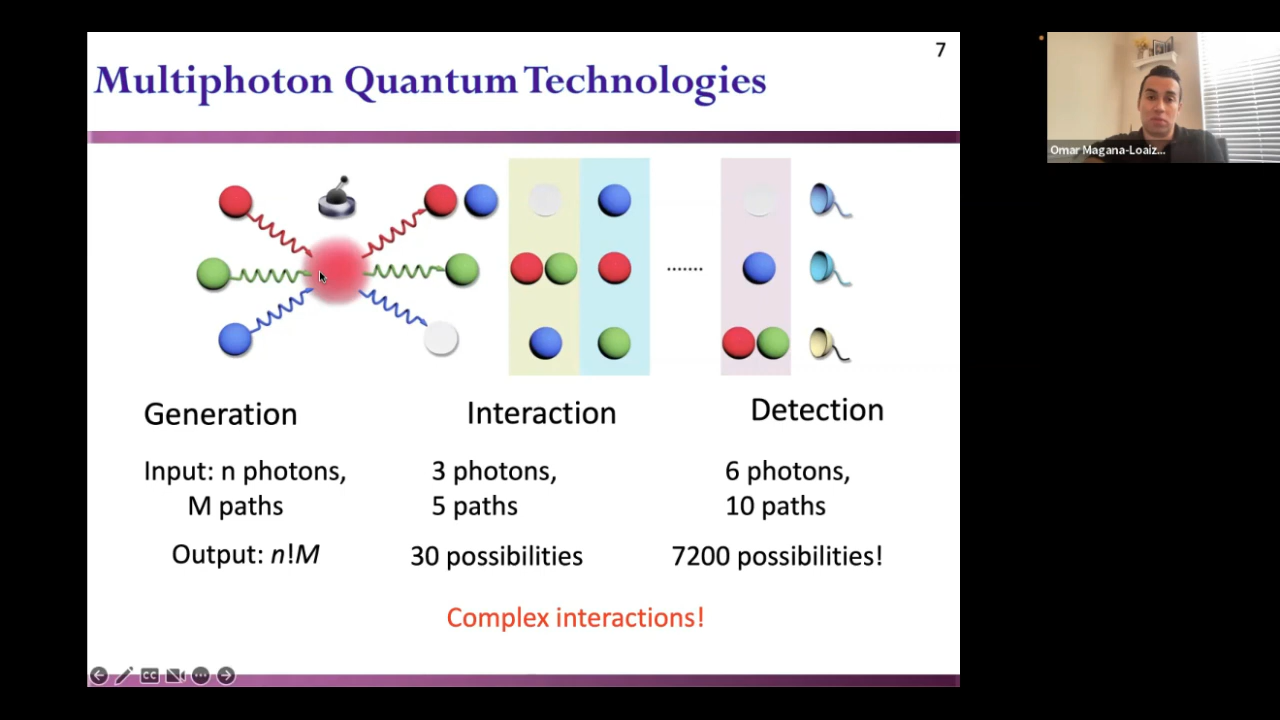 7
Multiphoton Quantum Technologies
Omar Magana-Loaiz...
.......
Generation
Interaction
Detection
Input: n photons,
M paths
3 photons,
5 paths
6 photons,
10 paths
Output: n!M
30 possibilities
7200 possibilities!
Complex interactions!
CC